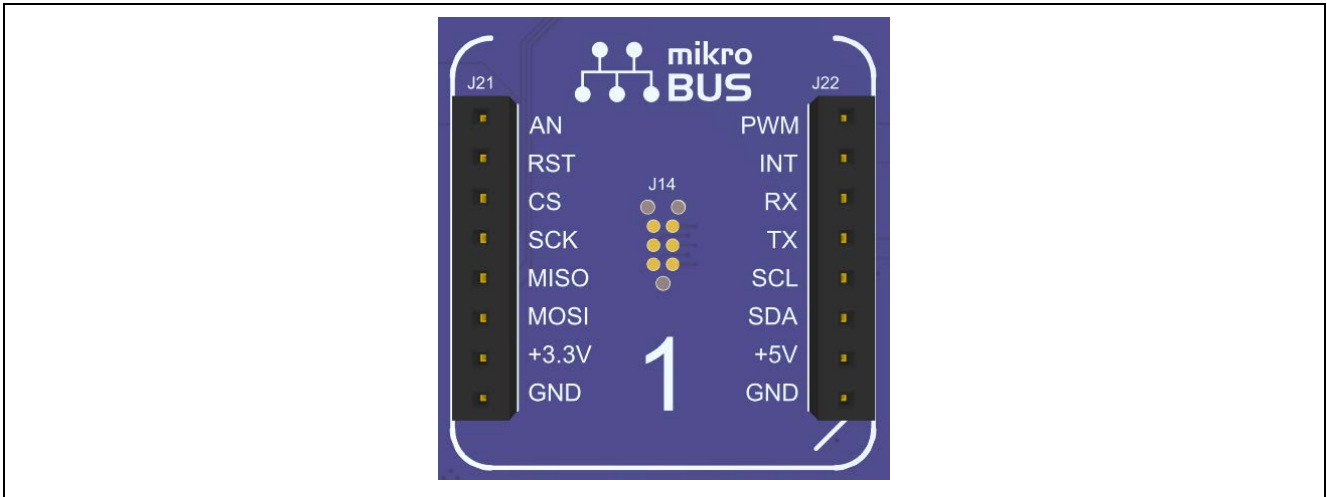 mikro
BUS
J21
J22
AN
PWM
RST
INT
J14
CS
RX
SCK
TX
MISO
SCL
MOSI
SDA
+3.3V
+5V
1
GND
GND